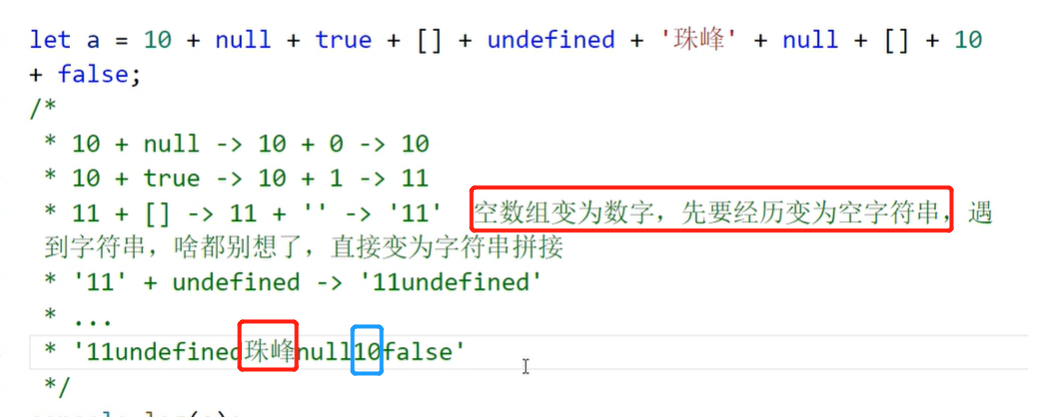 let a = 10 + null + true + [] + undefined + '珠峰' + null + [] + 10
+ false;
/*
* 10 + null -> 10 + 0 -> 10
* 10 + true -> 10 + 1 -> 11
* 11 + [] -> 11 + '' -> '11' 空数组变为数字，先要经历变为空字符串，遇
到字符串，啥都别想了，直接变为字符串拼接
* '11' + undefined -> '11undefined'
* ...
* '11undefined珠峰null10false'
*/